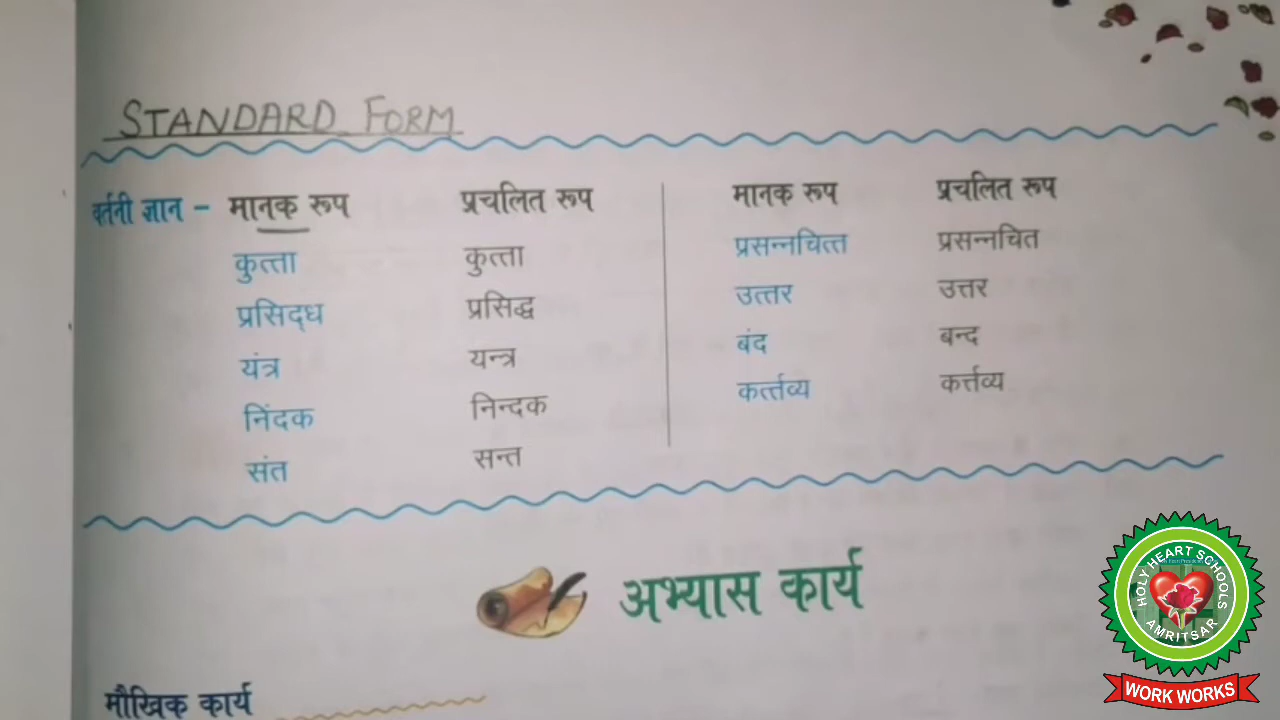 STANDARD FORM
वर्तनी ज्ञान – मानक रूप प्रचलित रूप मानक रूप प्रचलित रूप
कुत्ता कुत्ता प्रसन्नचित्त प्रसन्नचित
प्रसिद्ध प्रसिद्ध उत्तर उत्तर
यंत्र यन्त्र बंद बन्द
निंदक निन्दक कर्त्तव्य कर्त्तव्य
संत सन्त
अभ्यास कार्य
मौखिक कार्य
HOLY HEART SCHOOLS
AMRITSAR
WORK WORKS